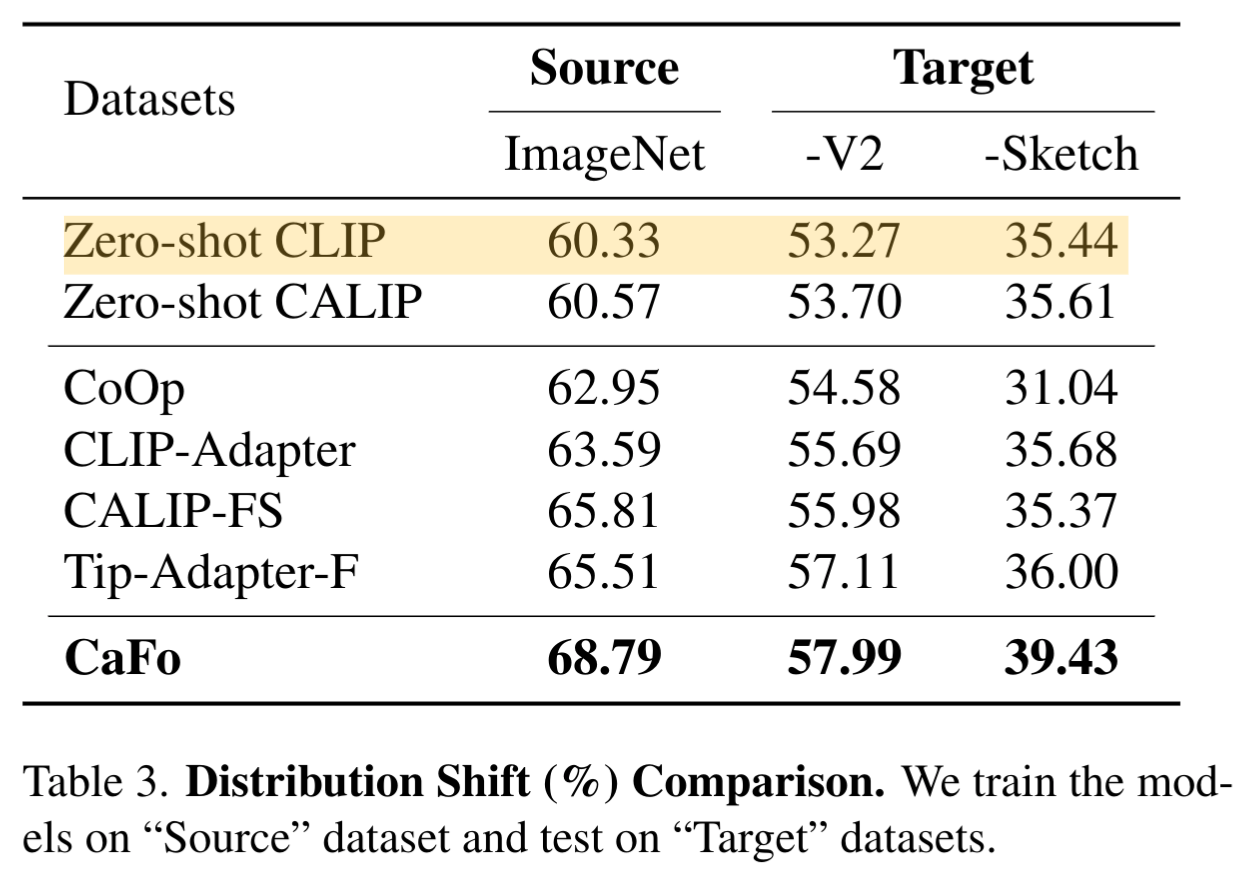 Datasets Source Target
ImageNet -V2 -Sketch
Zero-shot CLIP 60.33 53.27 35.44
Zero-shot CALIP 60.57 53.70 35.61
CoOp 62.95 54.58 31.04
CLIP-Adapter 63.59 55.69 35.68
CALIP-FS 65.81 55.98 35.37
Tip-Adapter-F 65.51 57.11 36.00
CaFo 68.79 57.99 39.43
Table 3. Distribution Shift (%) Comparison. We train the mod-
els on “Source” dataset and test on “Target” datasets.